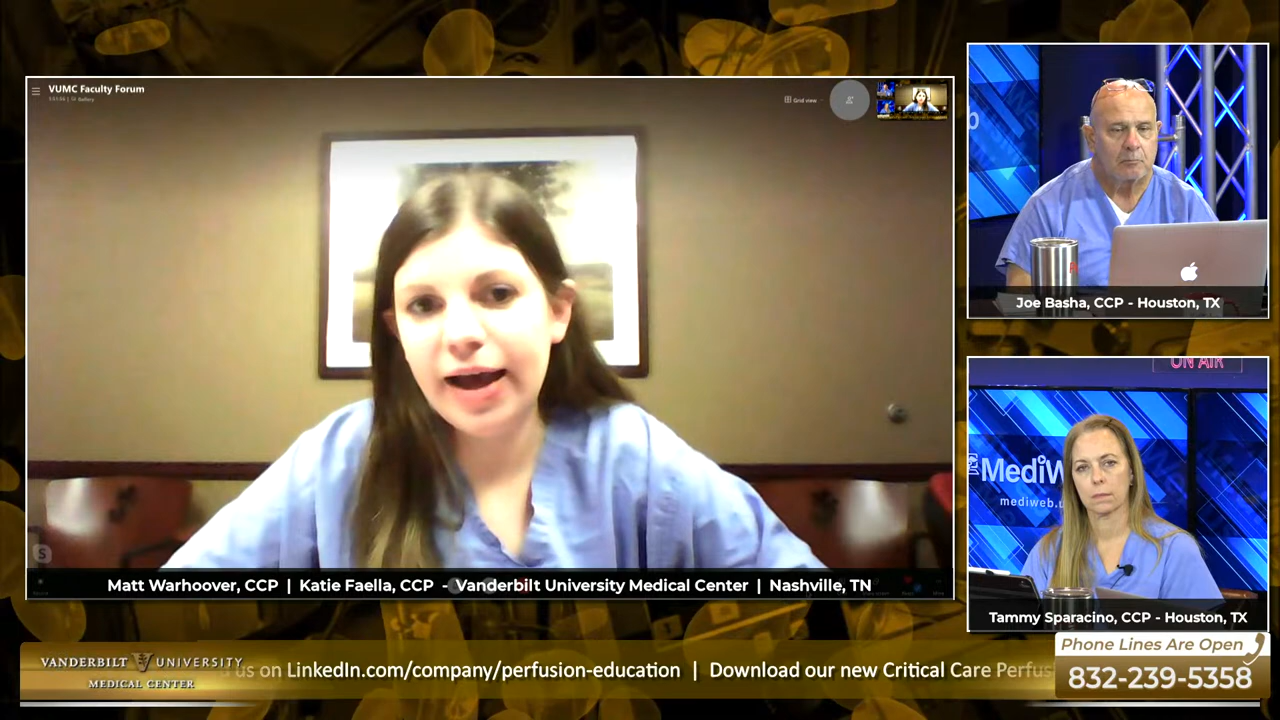 VUMC Faculty Forum
Grid view
Joe Basha, CCP - Houston, TX
ON AIR
mediweb.
Tammy Sparacino, CCP - Houston, TX
Matt Warhoover, CCP | Katie Faella, CCP - Vanderbilt University Medical Center | Nashville, TN
Phone Lines Are Open
832-239-5358
VANDERBILT UNIVERSITY
MEDICAL CENTER
us on LinkedIn.com/company/perfusion-education | Download our new Critical Care Perfus